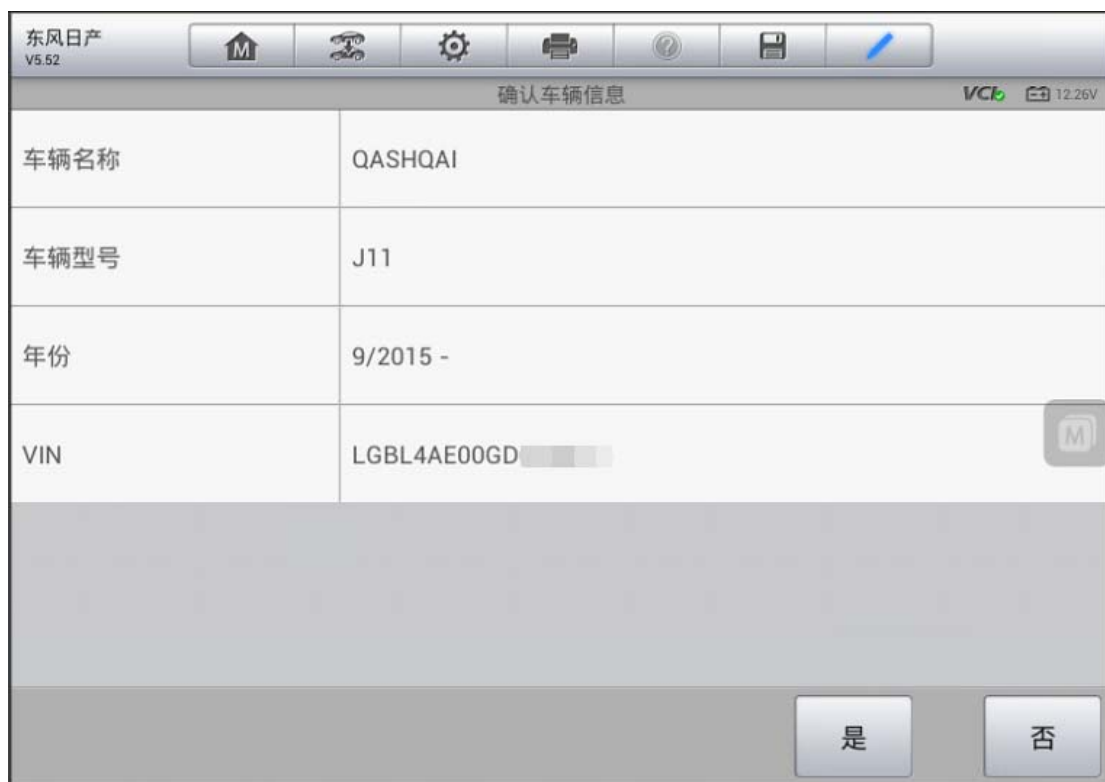 东风日产
V5.52
M
?
确认车辆信息
VCI 12.26V
车辆名称 QASHQAI
车辆型号 J11
年份 9/2015 -
VIN LGBL4AE00GD
M
是 否